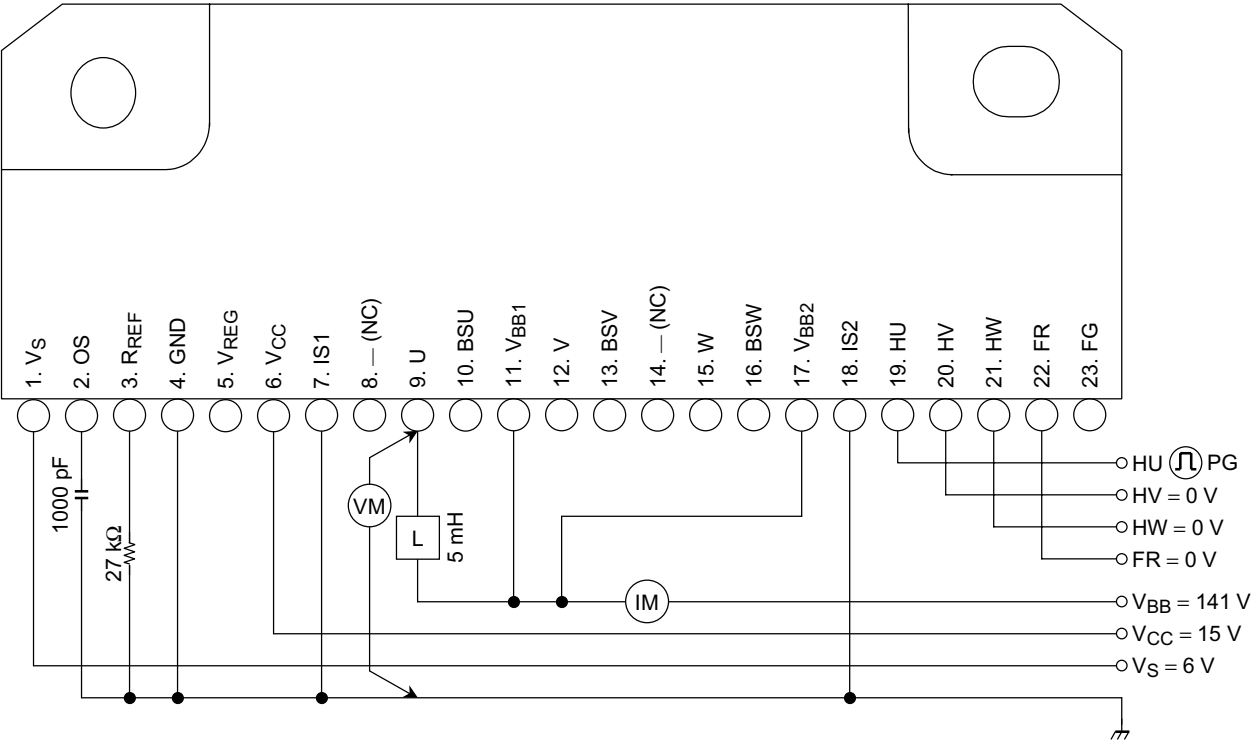 1. VS
2. OS
3. RREF
4. GND
5. VREG
6. VCC
7. IS1
8. — (NC)
9. U
10. BSU
11. VBB1
12. V
13. BSV
14. — (NC)
15. W
16. BSW
17. VBB2
18. IS2
19. HU
20. HV
21. HW
22. FR
23. FG
1000 pF
27 kΩ
VM
L
5 mH
IM
HU PG
HV = 0 V
HW = 0 V
FR = 0 V
VBB = 141 V
VCC = 15 V
VS = 6 V